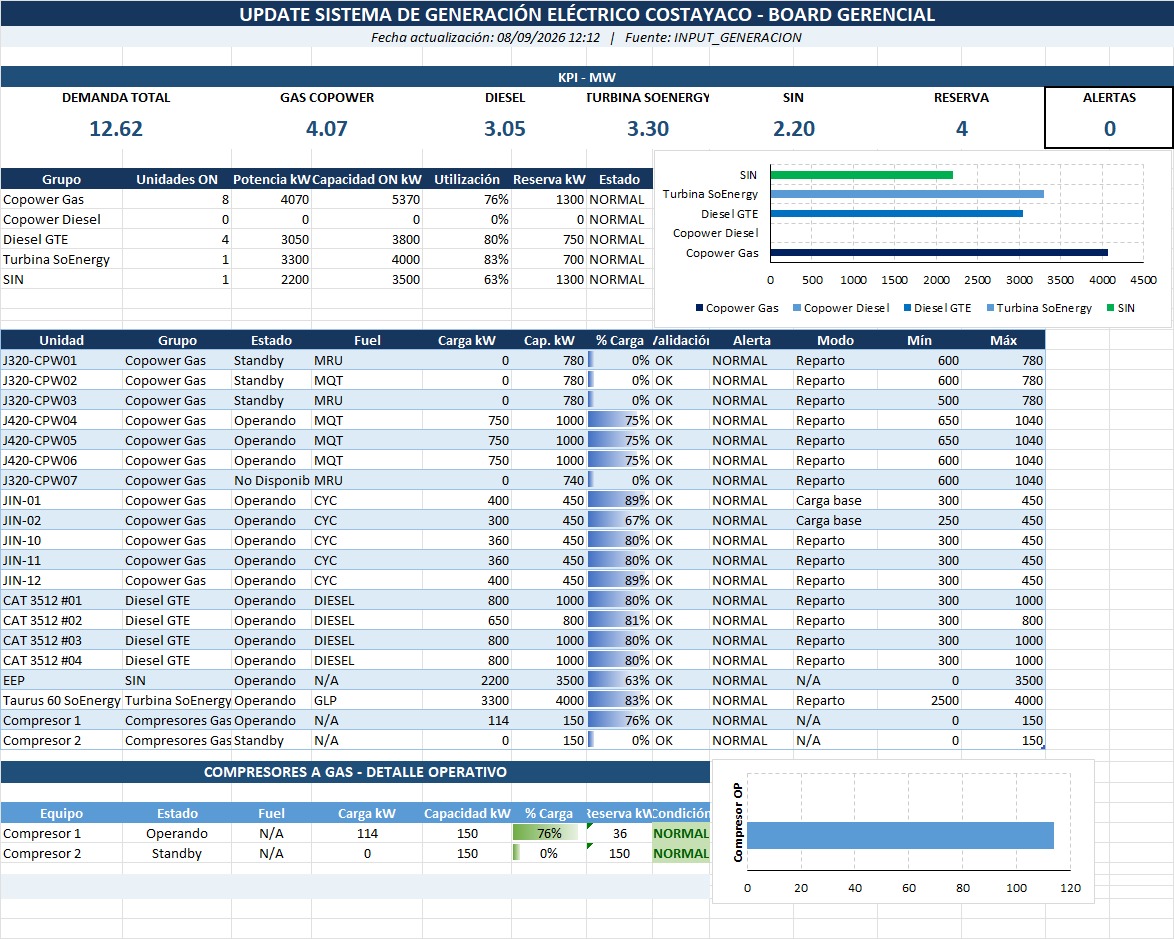 UPDATE SISTEMA DE GENERACIÓN ELÉCTRICO COSTAYACO - BOARD GERENCIAL
Fecha actualización: 08/09/2026 12:12 | Fuente: INPUT_GENERACION
KPI - MW
DEMANDA TOTAL GAS COPOWER DIESEL TURBINA SOENERGY SIN RESERVA ALERTAS
12.62 4.07 3.05 3.30 2.20 4 0
Grupo Unidades ON Potencia kW Capacidad ON kW Utilización Reserva kW Estado
Copower Gas 8 4070 5370 76% 1300 NORMAL
Copower Diesel 0 0 0 0% 0 NORMAL
Diesel GTE 4 3050 3800 80% 750 NORMAL
Turbina SoEnergy 1 3300 4000 83% 700 NORMAL
SIN 1 2200 3500 63% 1300 NORMAL
SIN
Turbina SoEnergy
Diesel GTE
Copower Diesel
Copower Gas
0 500 1000 1500 2000 2500 3000 3500 4000 4500
Copower Gas Copower Diesel Diesel GTE Turbina SoEnergy SIN
Unidad Grupo Estado Fuel Carga kW Cap. kW % Carga Validación Alerta Modo Mín Máx
J320-CPW01 Copower Gas Standby MRU 0 780 0% OK NORMAL Reparto 600 780
J320-CPW02 Copower Gas Standby MQT 0 780 0% OK NORMAL Reparto 600 780
J320-CPW03 Copower Gas Standby MRU 0 780 0% OK NORMAL Reparto 500 780
J420-CPW04 Copower Gas Operando MQT 750 1000 75% OK NORMAL Reparto 650 1040
J420-CPW05 Copower Gas Operando MQT 750 1000 75% OK NORMAL Reparto 650 1040
J420-CPW06 Copower Gas Operando MQT 750 1000 75% OK NORMAL Reparto 650 1040
J320-CPW07 Copower Gas No Disponib MRU 0 740 0% OK NORMAL Reparto 600 1040
JIN-01 Copower Gas Operando CYC 400 450 89% OK NORMAL Carga base 300 450
JIN-02 Copower Gas Operando CYC 300 450 67% OK NORMAL Carga base 250 450
JIN-10 Copower Gas Operando CYC 360 450 80% OK NORMAL Reparto 300 450
JIN-11 Copower Gas Operando CYC 360 450 80% OK NORMAL Reparto 300 450
JIN-12 Copower Gas Operando CYC 400 450 89% OK NORMAL Reparto 300 450
CAT 3512 #01 Diesel GTE Operando DIESEL 800 1000 80% OK NORMAL Reparto 300 1000
CAT 3512 #02 Diesel GTE Operando DIESEL 650 800 81% OK NORMAL Reparto 300 800
CAT 3512 #03 Diesel GTE Operando DIESEL 800 1000 80% OK NORMAL Reparto 300 1000
CAT 3512 #04 Diesel GTE Operando DIESEL 800 1000 80% OK NORMAL Reparto 300 1000
EEP SIN Operando N/A 2200 3500 63% OK NORMAL N/A 0 3500
Taurus 60 SoEnergy Turbina SoEnergy Operando GLP 3300 4000 83% OK NORMAL Reparto 2500 4000
Compresor 1 Compresores Gas Operando N/A 114 150 76% OK NORMAL N/A 0 150
Compresor 2 Compresores Gas Standby N/A 0 150 0% OK NORMAL N/A 0 150
COMPRESORES A GAS - DETALLE OPERATIVO
Equipo Estado Fuel Carga kW Capacidad kW % Carga Reserva kW Condición
Compresor 1 Operando N/A 114 150 76% 36 NORMAL
Compresor 2 Standby N/A 0 150 0% 150 NORMAL
Compresor OP
0 20 40 60 80 100 120